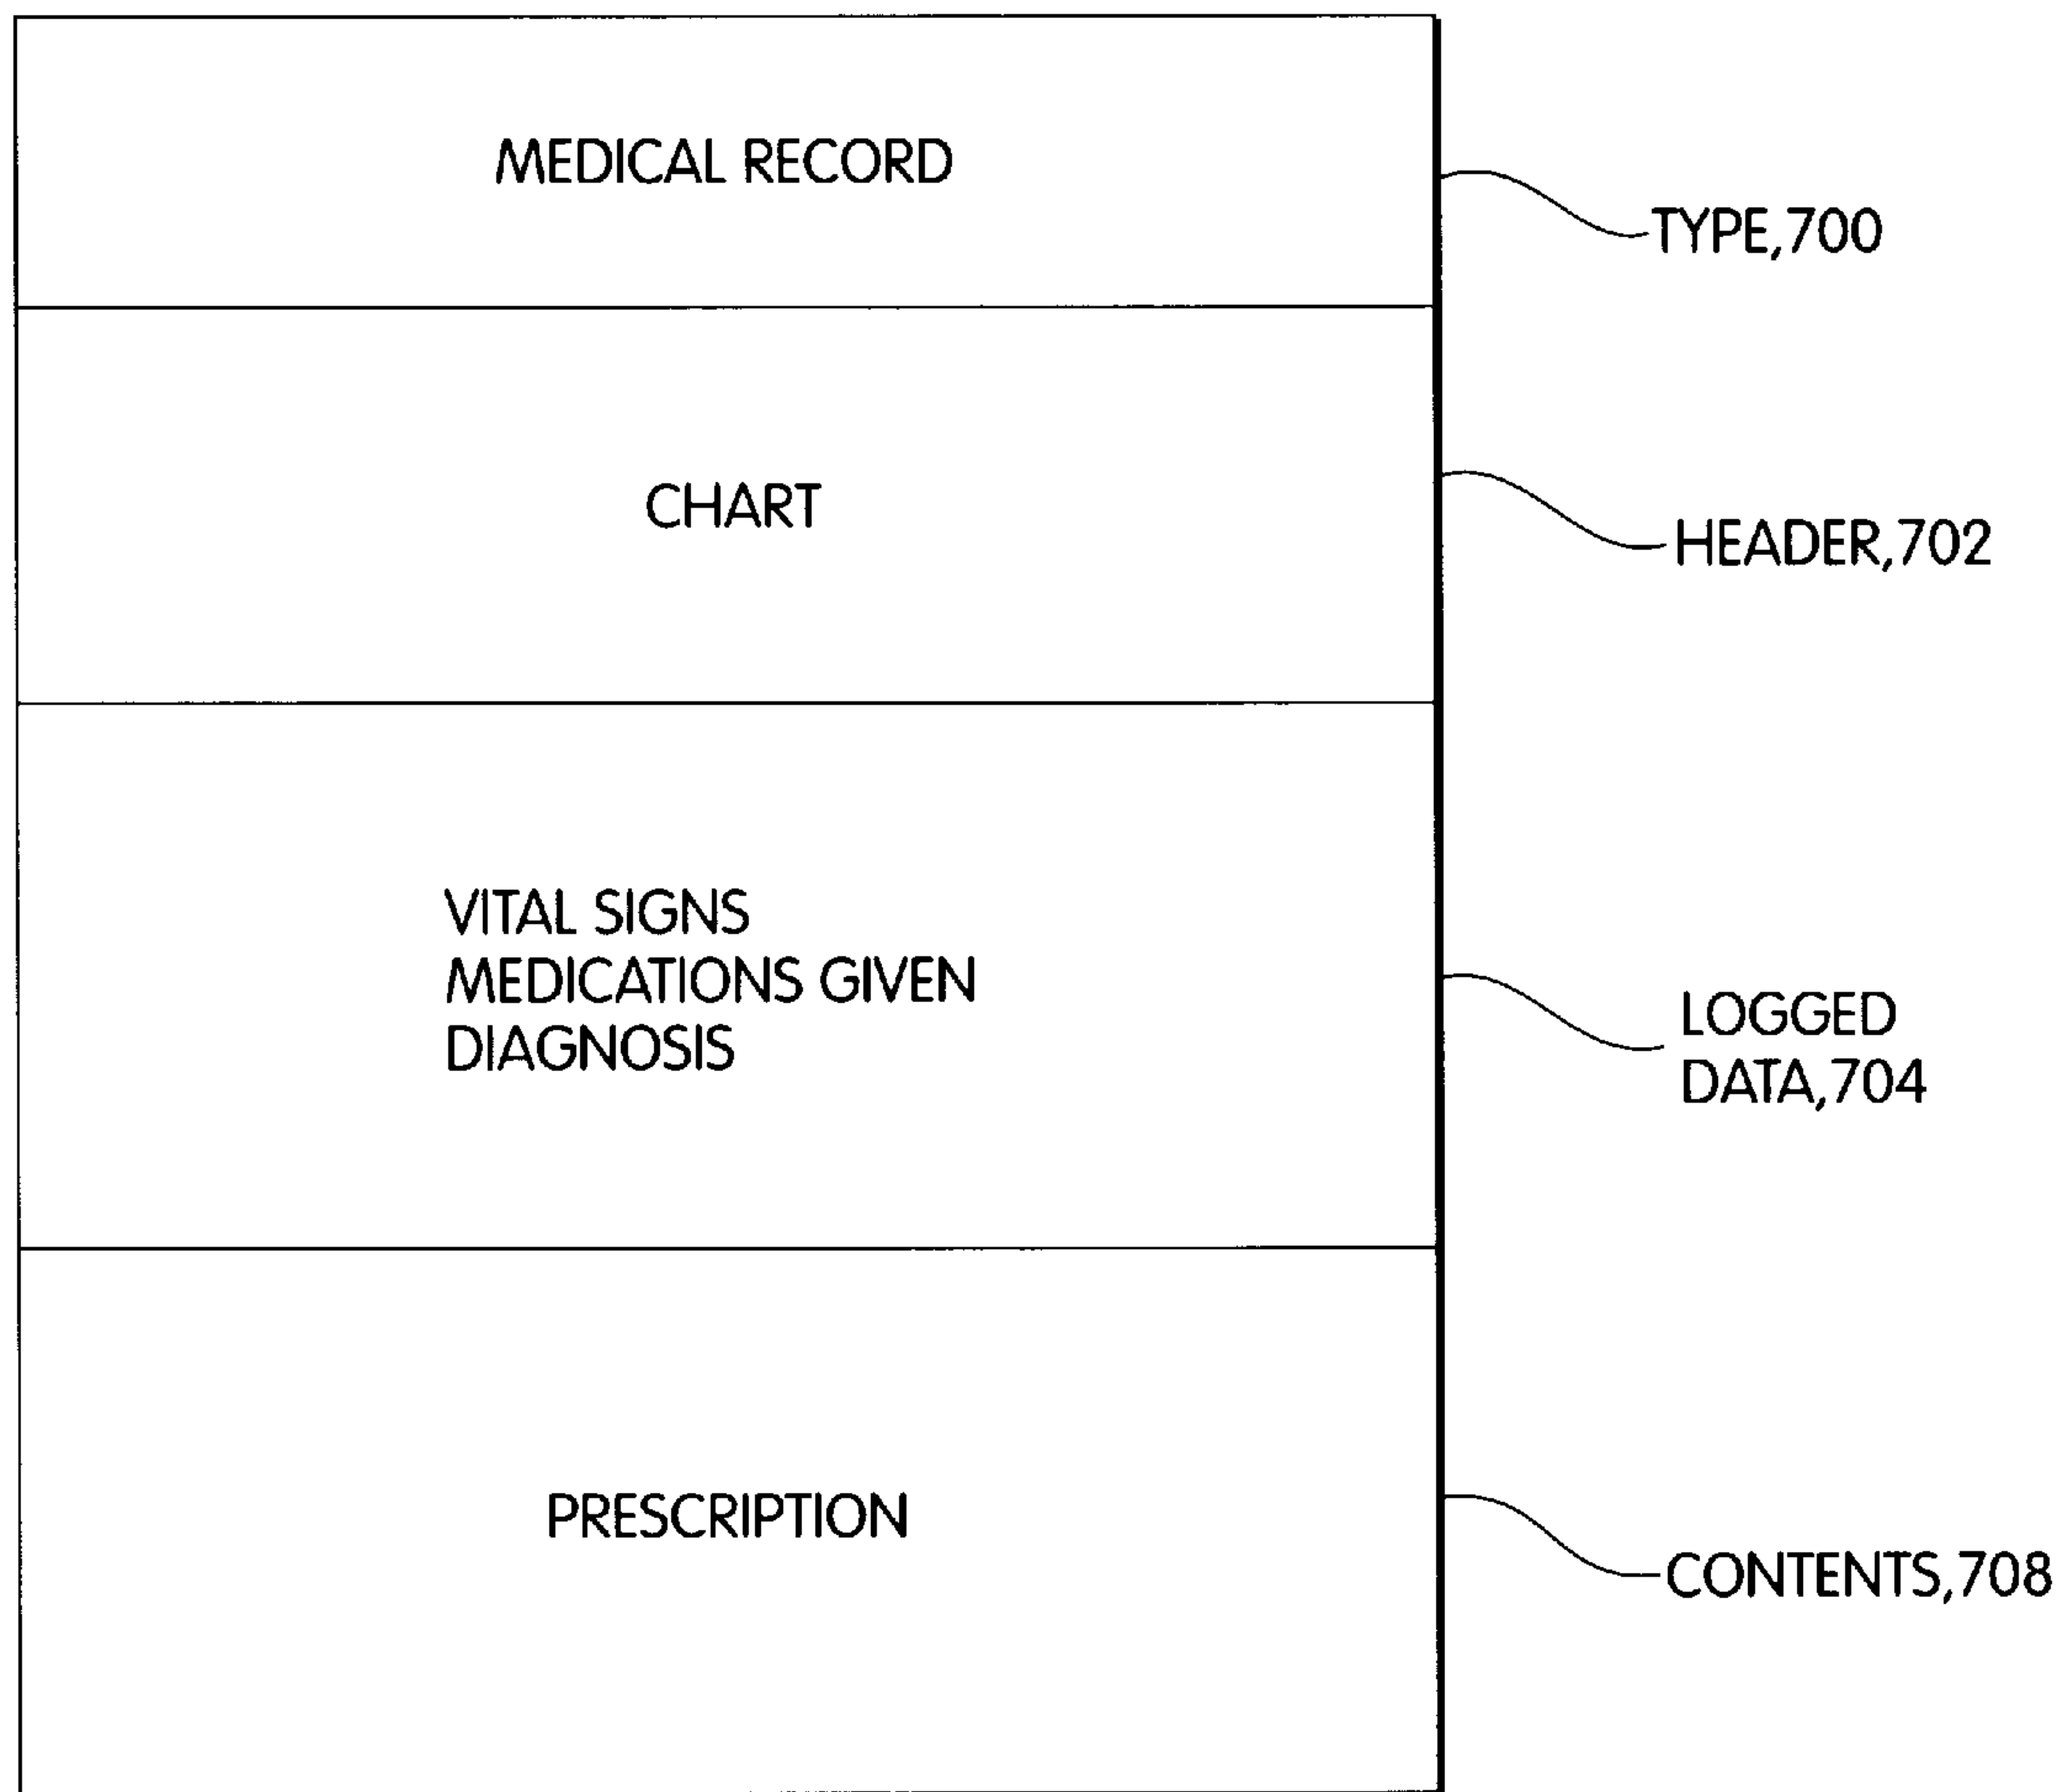 MEDICAL RECORD
TYPE,700
CHART
HEADER,702
VITAL SIGNS
MEDICATIONS GIVEN
DIAGNOSIS
LOGGED
DATA,704
PRESCRIPTION
CONTENTS,708